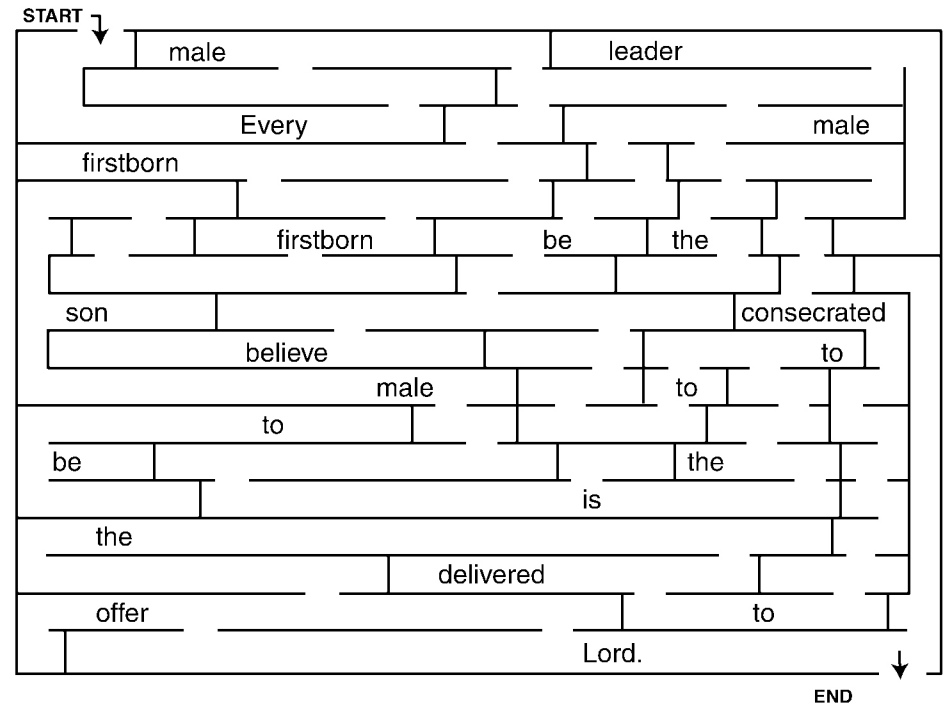 START
male leader
Every male
firstborn
firstborn be the
son consecrated
believe to
male to
to
be the
is
the
delivered
offer to
Lord.
END